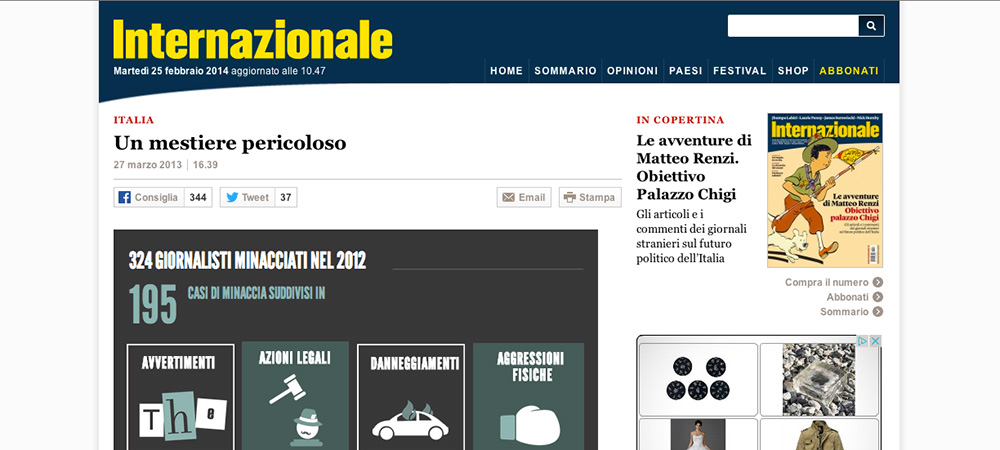 Internazionale
Martedì 25 febbraio 2014 aggiornato alle 10.47
HOME SOMMARIO OPINIONI PAESI FESTIVAL SHOP ABBONATI
ITALIA
Un mestiere pericoloso
27 marzo 2013 | 16.39
Consiglia 344 Tweet 37 Email Stampa
324 GIORNALISTI MINACCIATI NEL 2012
195 CASI DI MINACCIA SUDDIVISI IN
AVVERTIMENTI
AZIONI LEGALI
DANNEGGIAMENTI
AGGRESSIONI
FISICHE
The
IN COPERTINA
Le avventure di
Matteo Renzi.
Obiettivo
Palazzo Chigi
Gli articoli e i
commenti dei giornali
stranieri sul futuro
politico dell'Italia
Internazionale
Le avventure
di Matteo Renzi
Obiettivo
palazzo Chigi
Compra il numero
Abbonati
Sommario